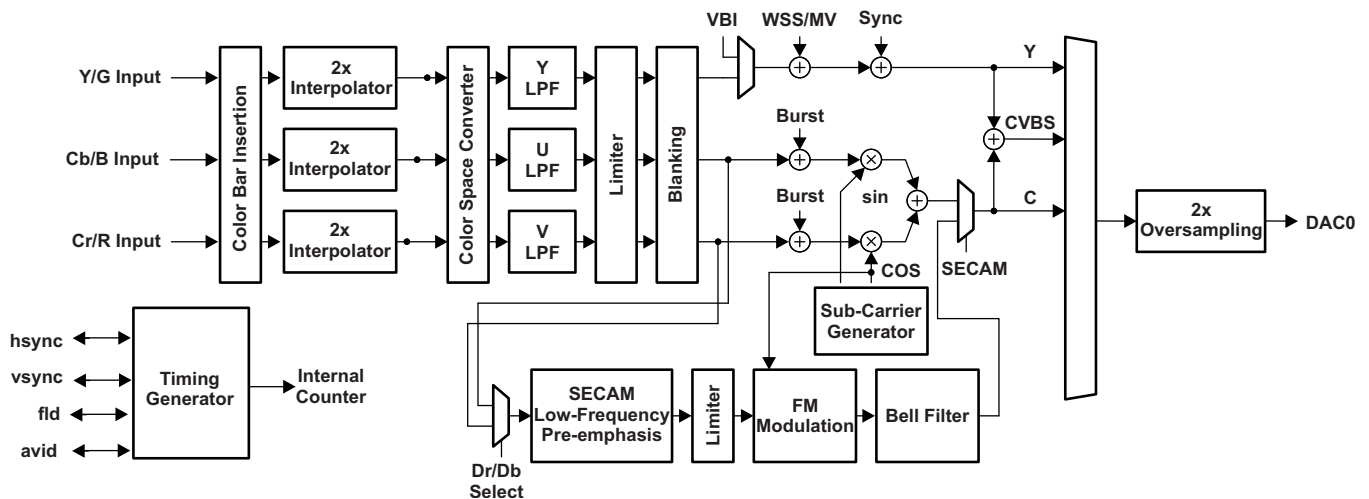 VBI
WSS/MV
Sync
Y/G Input
Cb/B Input
Cr/R Input
Color Bar Insertion
2x
Interpolator
2x
Interpolator
2x
Interpolator
Color Space Converter
Y
LPF
U
LPF
V
LPF
Limiter
Blanking
Burst
Burst
sin
COS
Sub-Carrier
Generator
SECAM
Y
CVBS
C
2x
Oversampling
DAC0
hsync
vsync
fld
avid
Timing
Generator
Internal
Counter
Dr/Db
Select
SECAM
Low-Frequency
Pre-emphasis
Limiter
FM
Modulation
Bell Filter